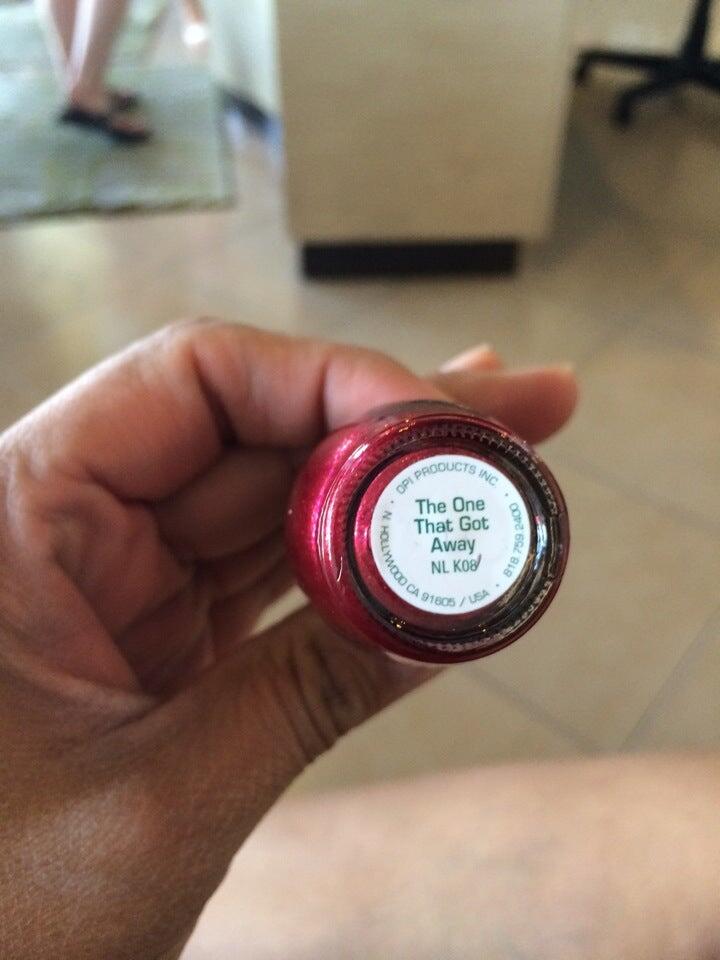 OPI PRODUCTS INC.
The One
That Got
Away
NL K08
818 759 2400
N. HOLLYWOOD CA 91605 / USA